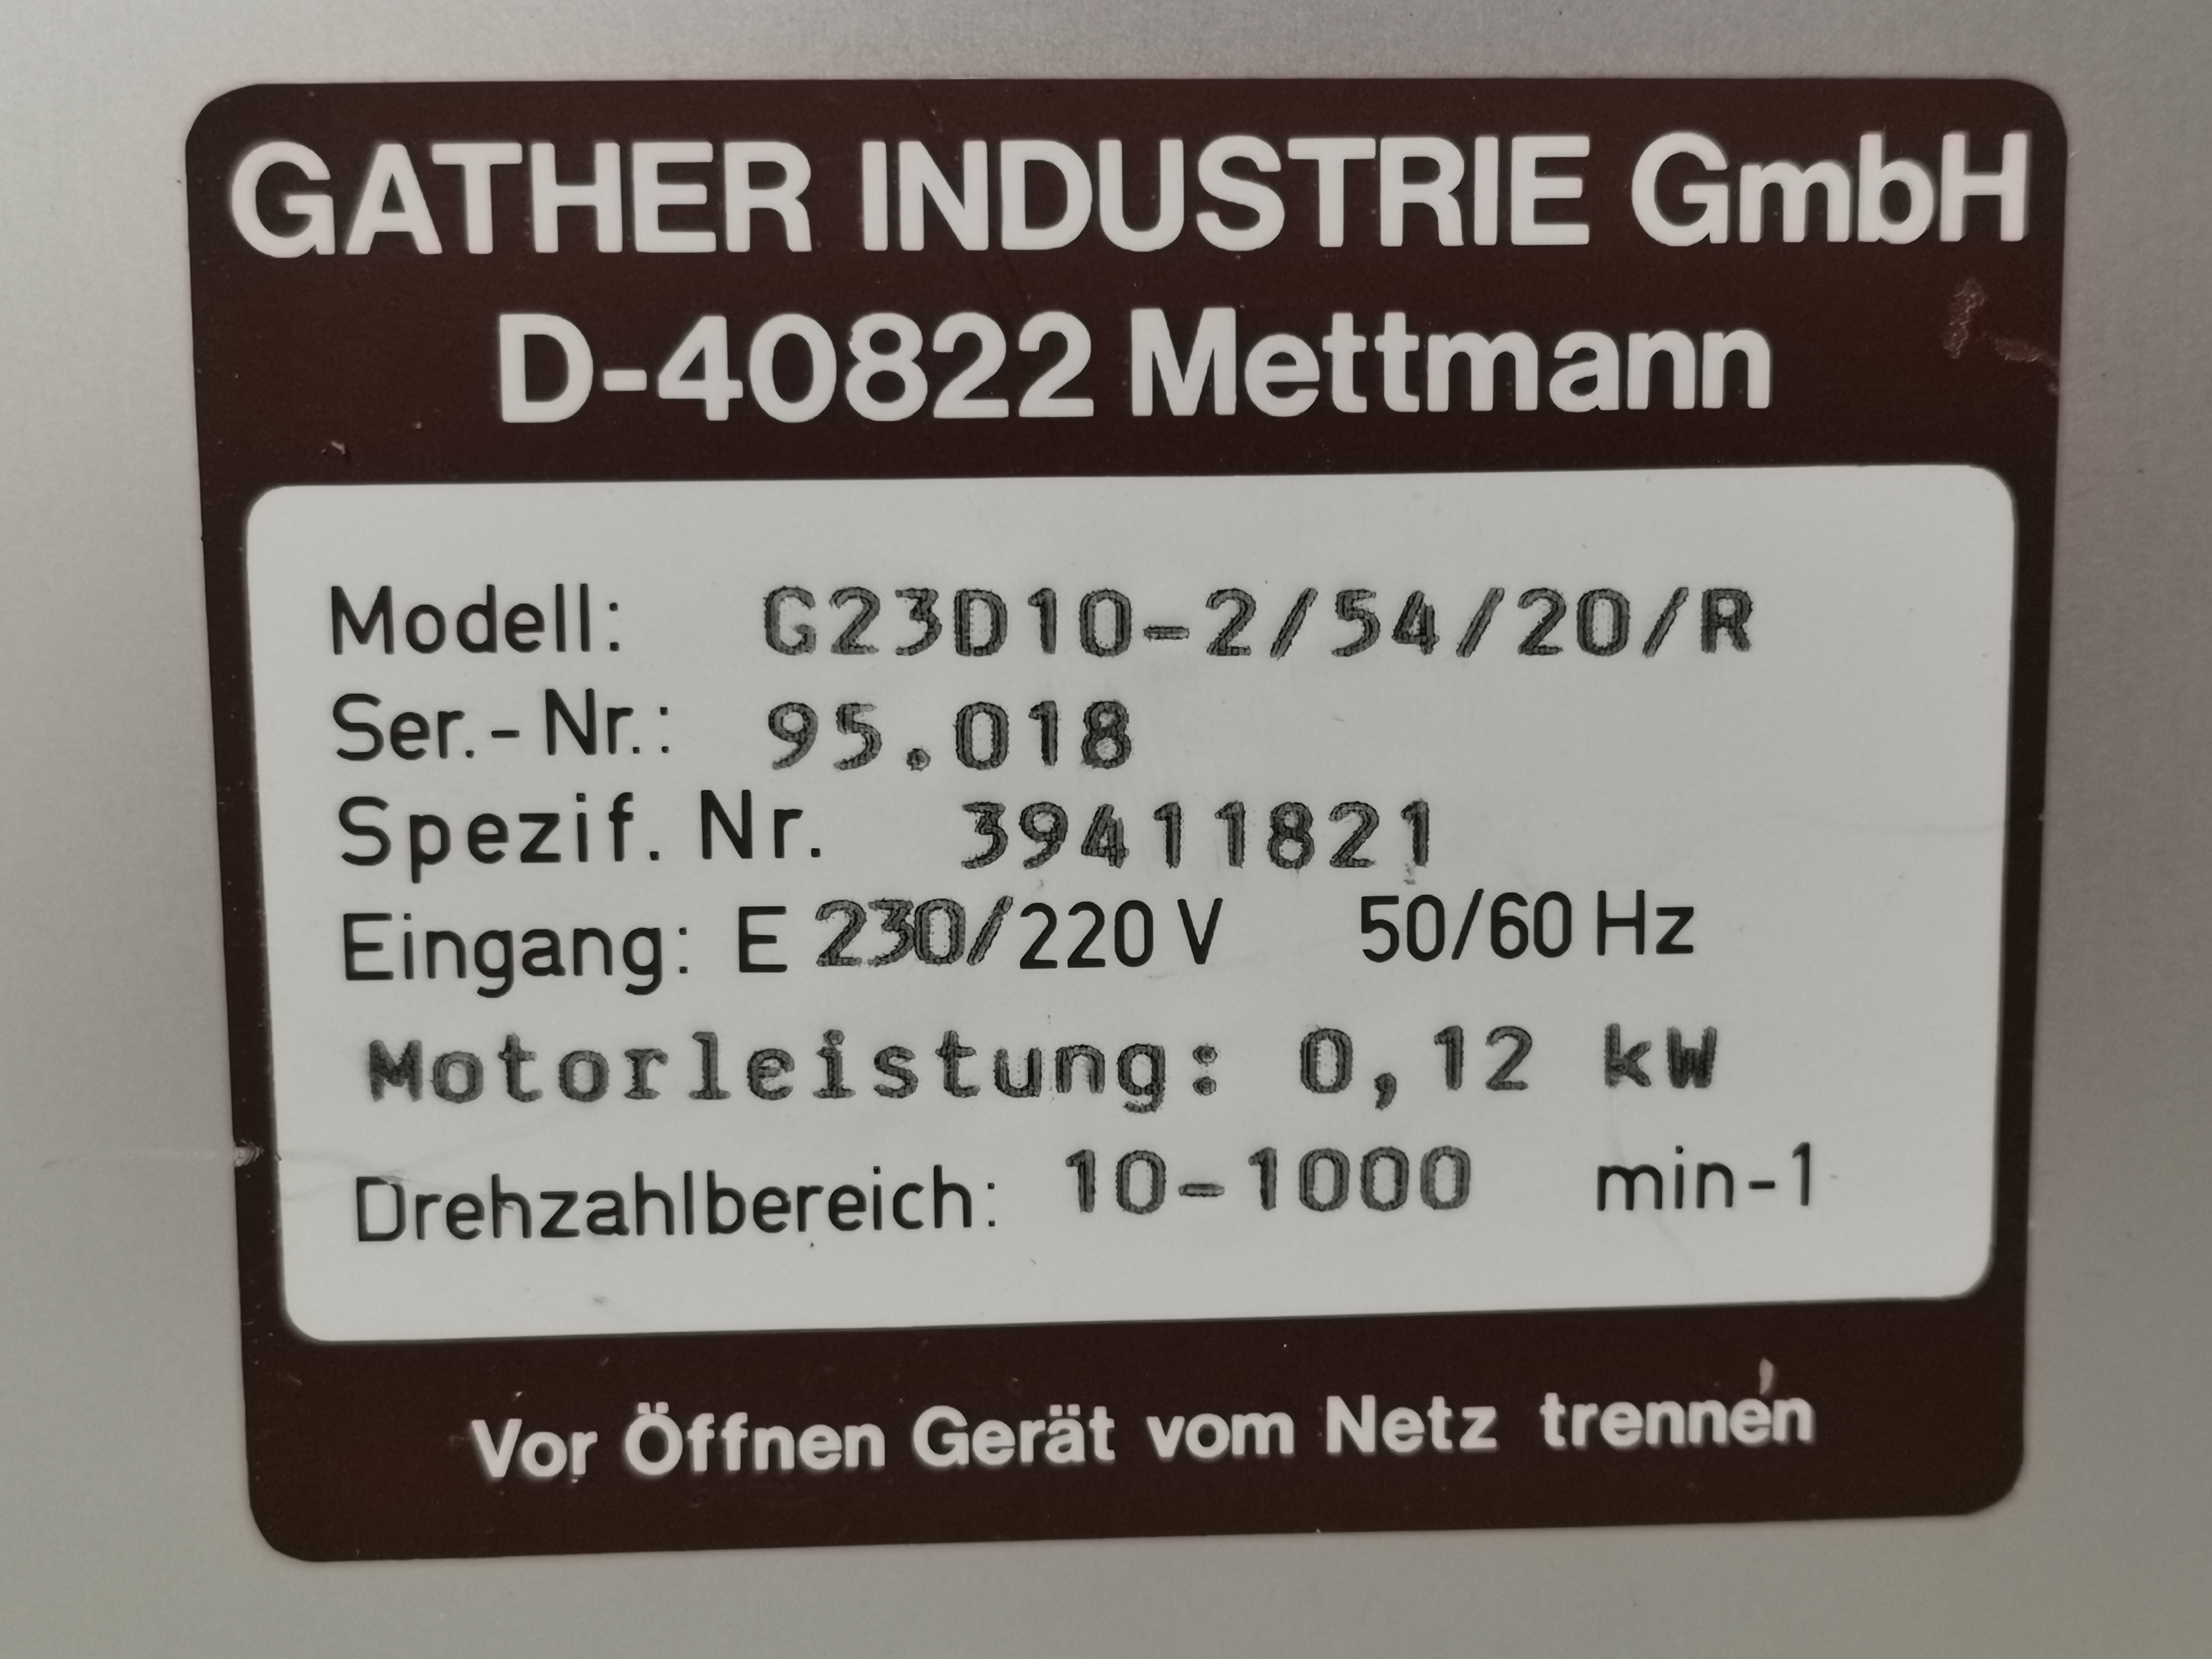 GATHER INDUSTRIE GmbH
D-40822 Mettmann
Modell: G23D10-2/54/20/R
Ser.-Nr.: 95.018
Spezif. Nr. 39411821
Eingang: E 230/220 V 50/60 Hz
Motorleistung: 0,12 kW
Drehzahlbereich: 10-1000 min-1
Vor Öffnen Gerät vom Netz trennen